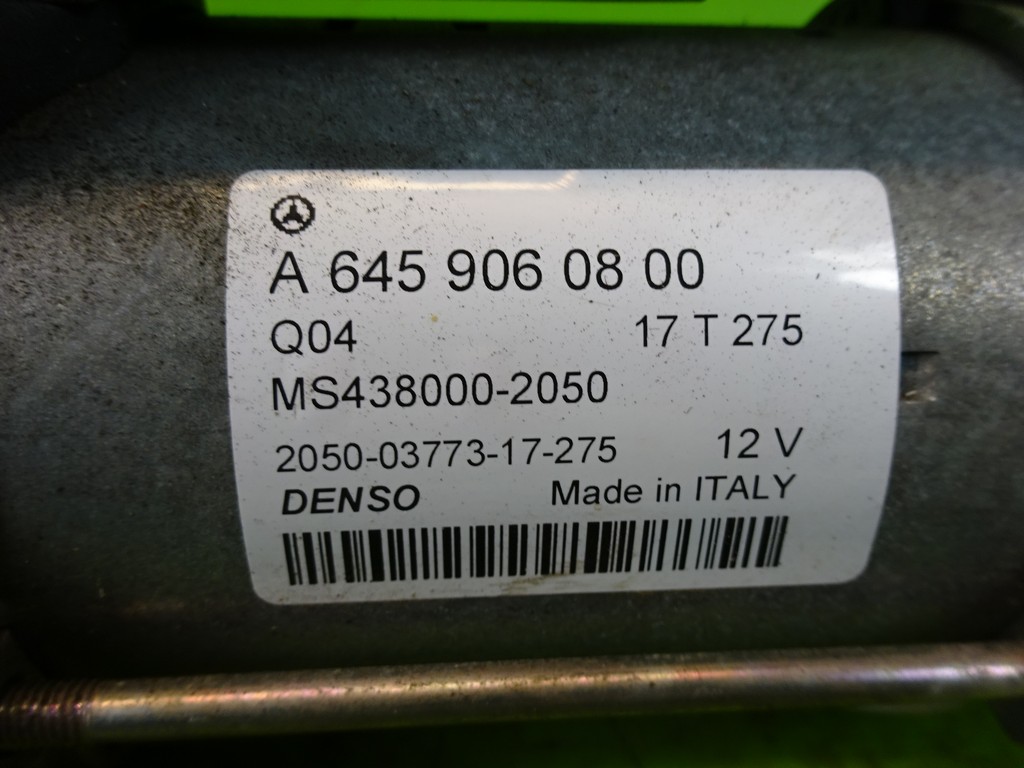 A 645 906 08 00
Q04 17 T 275
MS438000-2050
2050-03773-17-275 12 V
DENSO Made in ITALY